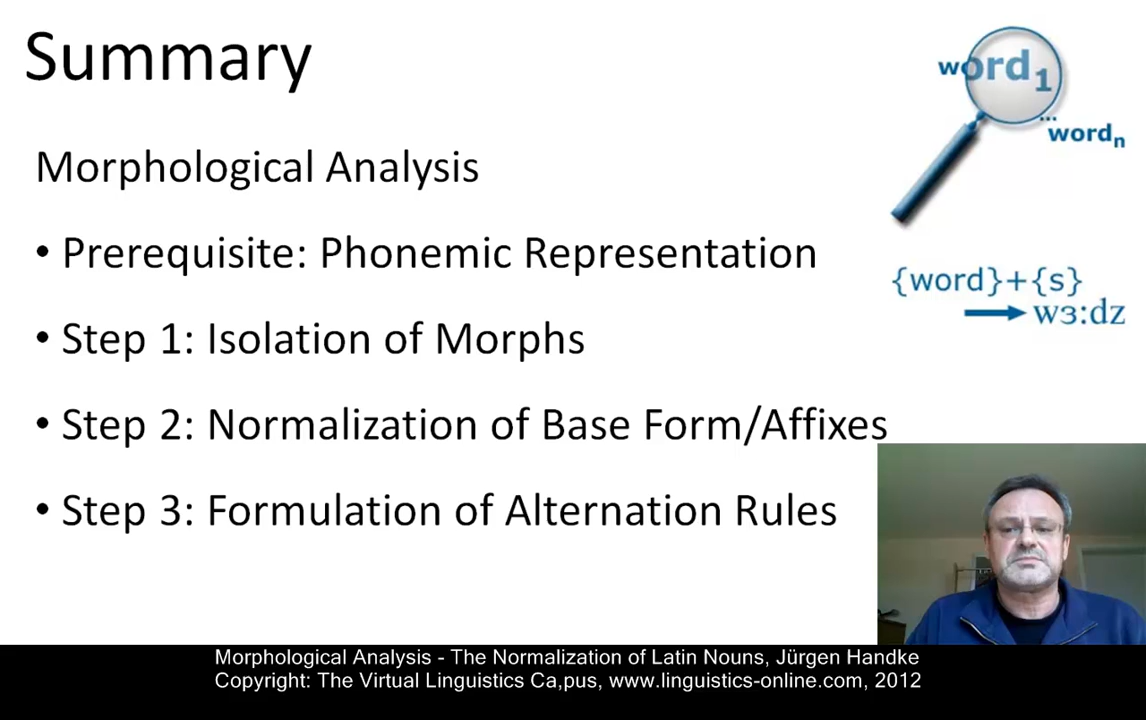 Summary
word1
...
wordn
Morphological Analysis
• Prerequisite: Phonemic Representation
{word}+{s}
wɜ:dz
• Step 1: Isolation of Morphs
• Step 2: Normalization of Base Form/Affixes
• Step 3: Formulation of Alternation Rules
Morphological Analysis - The Normalization of Latin Nouns, Jürgen Handke
Copyright: The Virtual Linguistics Ca,pus, www.linguistics-online.com, 2012